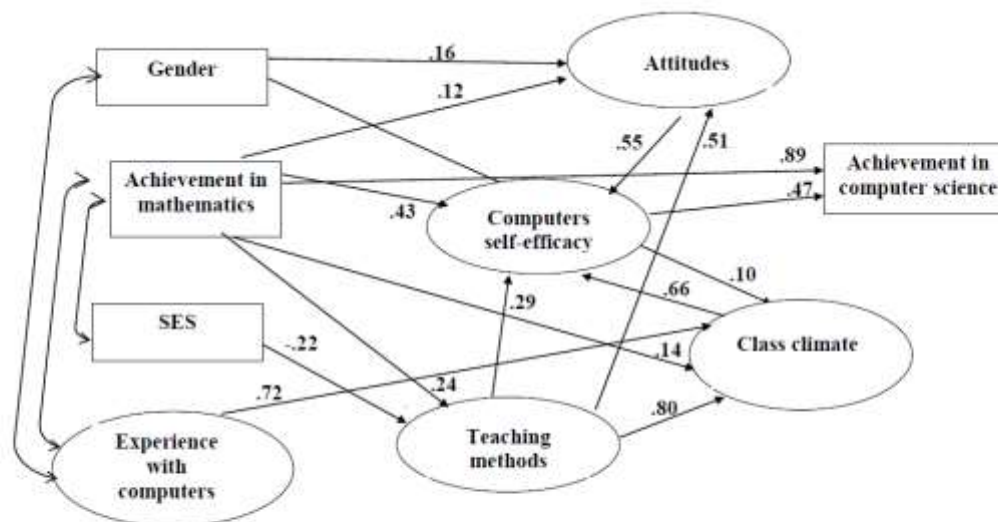 .16
Gender
Attitudes
.12
.55
.51
.89
Achievement in
mathematics
Achievement in
computer science
.43
Computers
self-efficacy
.47
.10
.66
.29
SES
-.22
.14
Class climate
.72
.24
.80
Experience
with
computers
Teaching
methods